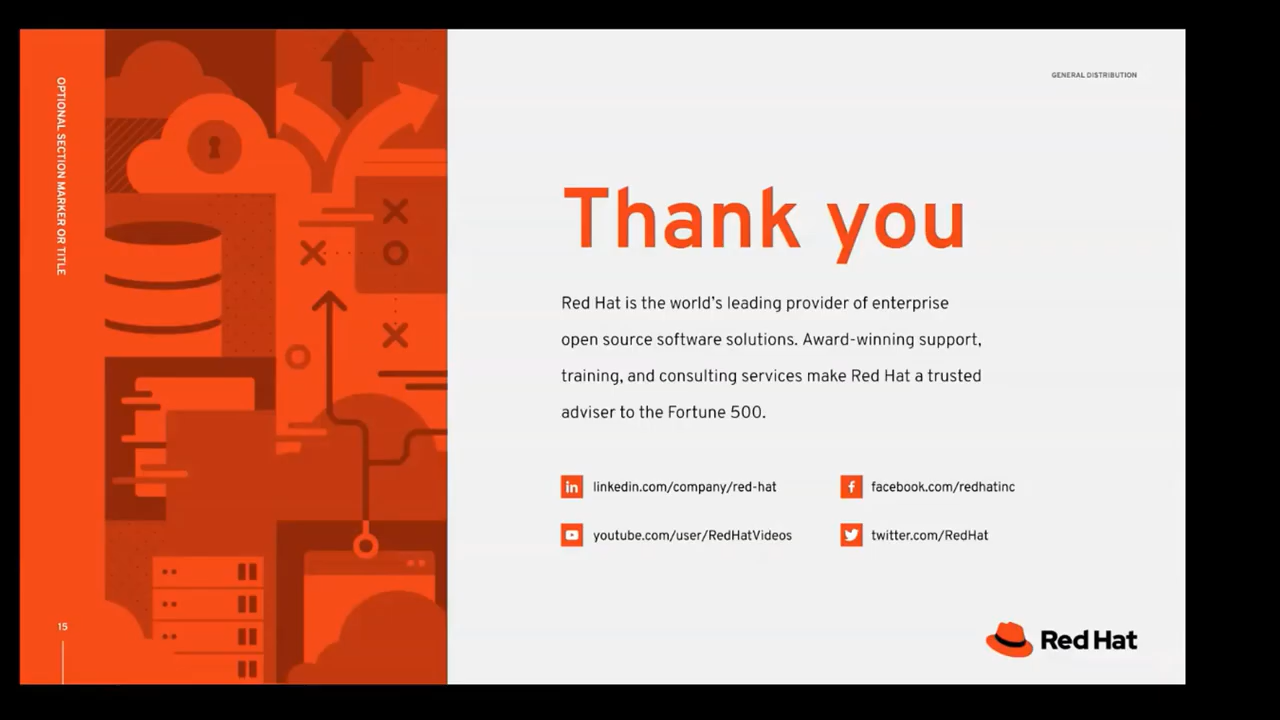 OPTIONAL SECTION MARKER OR TITLE
GENERAL DISTRIBUTION
Thank you
Red Hat is the world’s leading provider of enterprise
open source software solutions. Award-winning support,
training, and consulting services make Red Hat a trusted
adviser to the Fortune 500.
linkedin.com/company/red-hat
facebook.com/redhatinc
youtube.com/user/RedHatVideos
twitter.com/RedHat
15
Red Hat